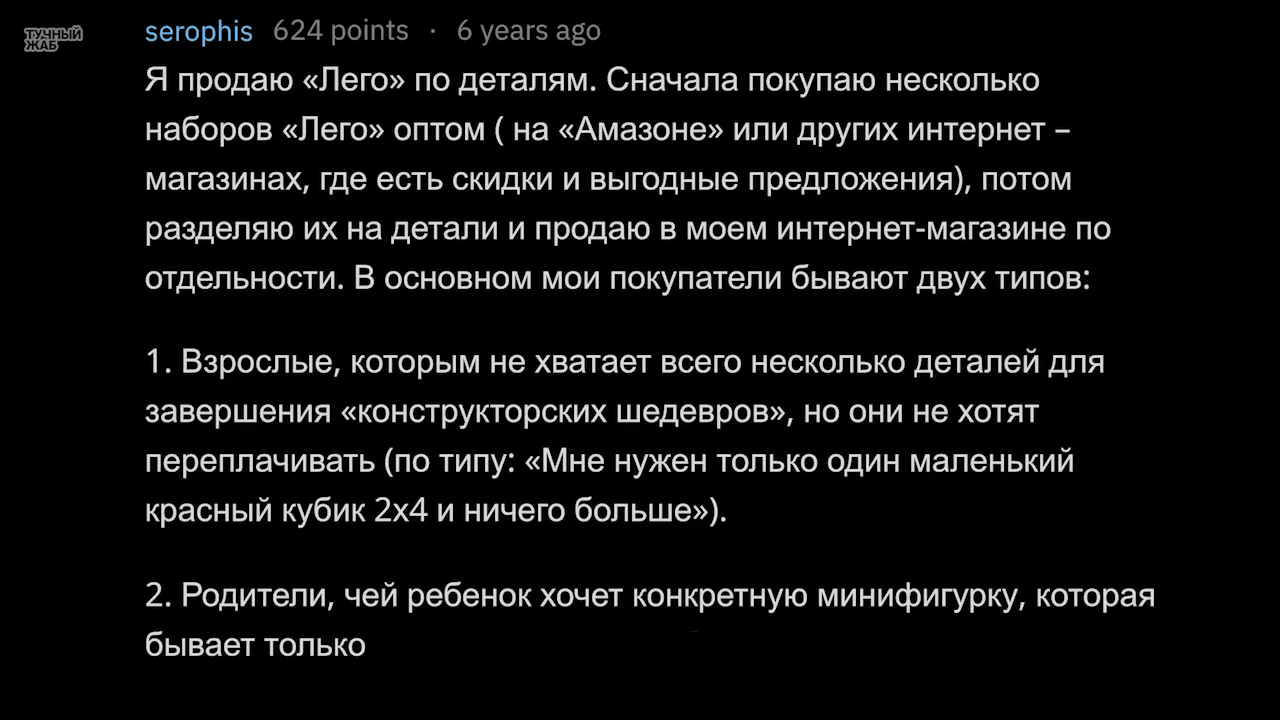 ТУЧНЫЙ
ЖАБ
serophis 624 points · 6 years ago
Я продаю «Лего» по деталям. Сначала покупаю несколько
наборов «Лего» оптом ( на «Амазоне» или других интернет –
магазинах, где есть скидки и выгодные предложения), потом
разделяю их на детали и продаю в моем интернет-магазине по
отдельности. В основном мои покупатели бывают двух типов:
1. Взрослые, которым не хватает всего несколько деталей для
завершения «конструкторских шедевров», но они не хотят
переплачивать (по типу: «Мне нужен только один маленький
красный кубик 2х4 и ничего больше»).
2. Родители, чей ребенок хочет конкретную минифигурку, которая
бывает только